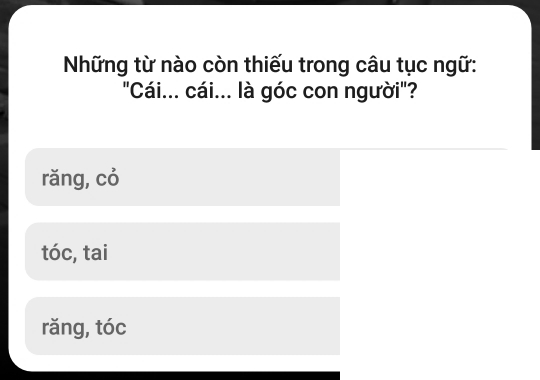 Những từ nào còn thiếu trong câu tục ngữ:
"Cái... cái... là góc con người"?
răng, cỏ
tóc, tai
răng, tóc